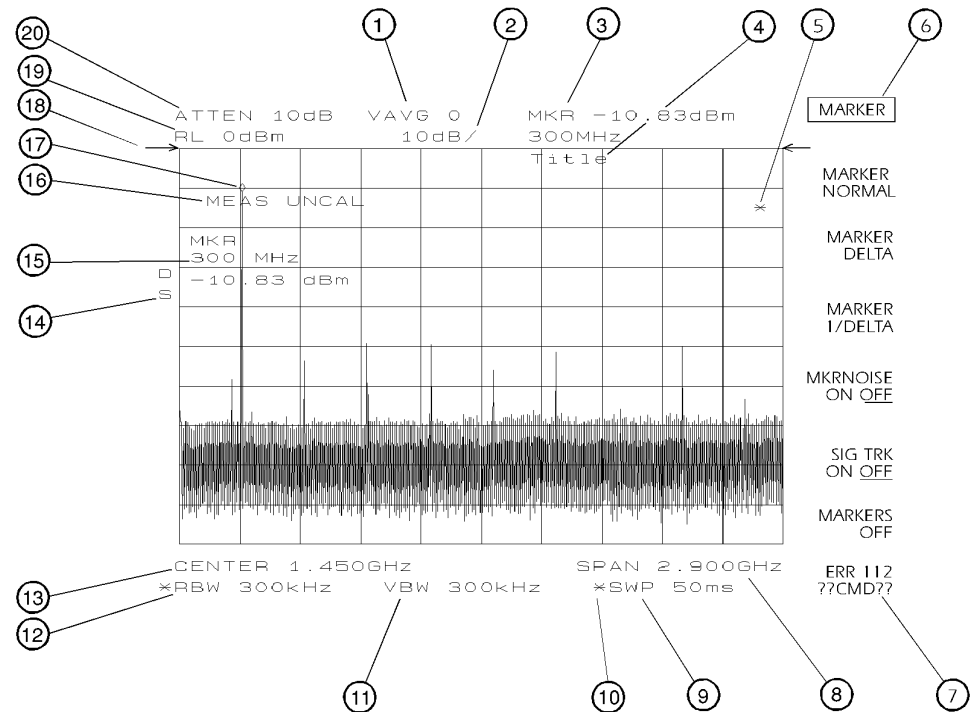 1 2 3 4 5 6
20
19
18
17
16
15
14
13
12
11 10 9 8 7
ATTEN 10dB VAVG 0 MKR -10.83dBm
RL 0dBm 10dB/ 300MHz
Title
MEAS UNCAL
*
MKR
300 MHz
-10.83 dBm
D
S
CENTER 1.450GHz SPAN 2.900GHz
*RBW 300kHz VBW 300kHz *SWP 50ms
MARKER
MARKER
NORMAL
MARKER
DELTA
MARKER
1/DELTA
MKRNOISE
ON OFF
SIG TRK
ON OFF
MARKERS
OFF
ERR 112
??CMD??